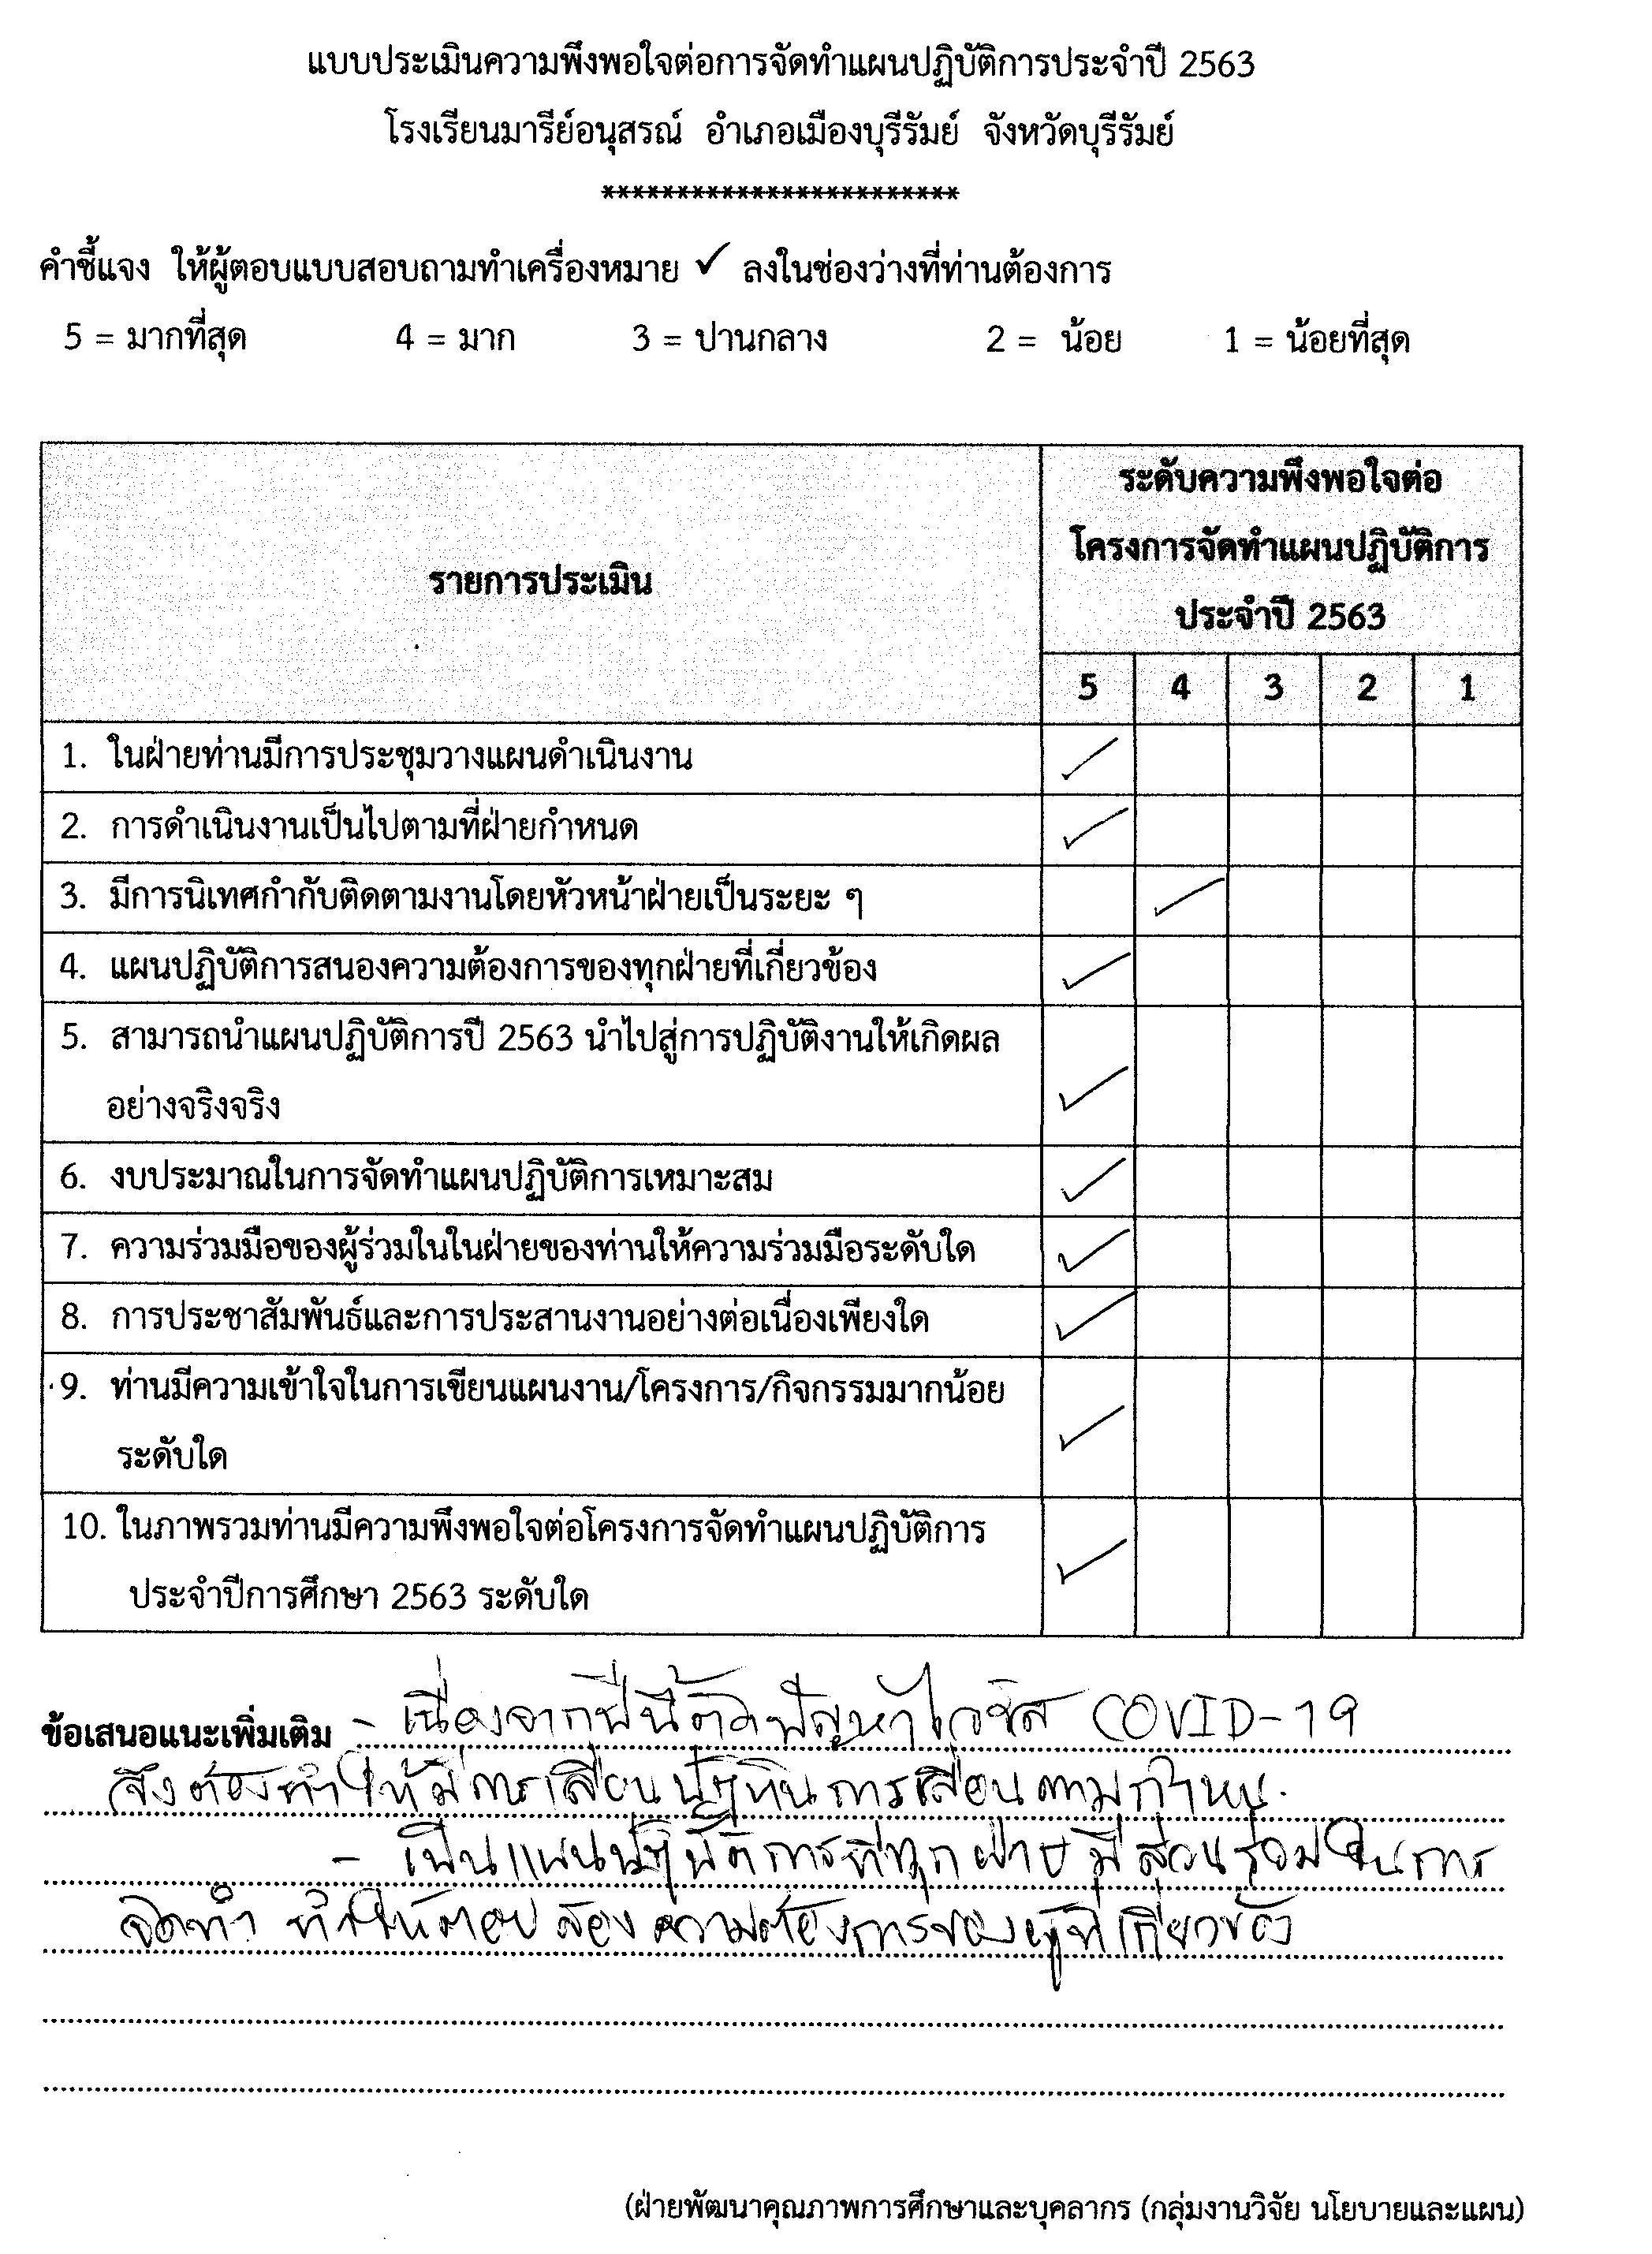 แบบประเมินความพึงพอใจต่อการจัดทำแผนปฏิบัติการประจำปี 2563
โรงเรียนมารีย์อนุสรณ์ อำเภอเมืองบุรีรัมย์ จังหวัดบุรีรัมย์
************************
คำชี้แจง ให้ผู้ตอบแบบสอบถามทำเครื่องหมาย ✓ ลงในช่องว่างที่ท่านต้องการ
5 = มากที่สุด 4 = มาก 3 = ปานกลาง 2 = น้อย 1 = น้อยที่สุด
รายการประเมิน
ระดับความพึงพอใจต่อ
โครงการจัดทำแผนปฏิบัติการ
ประจำปี 2563
5 4 3 2 1
1. ในฝ่ายท่านมีการประชุมวางแผนดำเนินงาน ✓
2. การดำเนินงานเป็นไปตามที่ฝ่ายกำหนด ✓
3. มีการนิเทศกำกับติดตามงานโดยหัวหน้าฝ่ายเป็นระยะ ๆ ✓
4. แผนปฏิบัติการสนองความต้องการของทุกฝ่ายที่เกี่ยวข้อง ✓
5. สามารถนำแผนปฏิบัติการปี 2563 นำไปสู่การปฏิบัติงานให้เกิดผล
อย่างจริงจริง ✓
6. งบประมาณในการจัดทำแผนปฏิบัติการเหมาะสม ✓
7. ความร่วมมือของผู้ร่วมในในฝ่ายของท่านให้ความร่วมมือระดับใด ✓
8. การประชาสัมพันธ์และการประสานงานอย่างต่อเนื่องเพียงใด ✓
9. ท่านมีความเข้าใจในการเขียนแผนงาน/โครงการ/กิจกรรมมากน้อย
ระดับใด ✓
10. ในภาพรวมท่านมีความพึงพอใจต่อโครงการจัดทำแผนปฏิบัติการ
ประจำปีการศึกษา 2563 ระดับใด ✓
ข้อเสนอแนะเพิ่มเติม - เนื่องจากปีนี้ติดปัญหาไวรัส COVID-19
จึงต้องทำให้มีการเลื่อนปฏิทินการเลื่อนตามกำหนด
- เป็นแผนปฏิบัติการที่ทุกฝ่ายมีส่วนร่วมในการ
จัดทำ ทำให้ตอบสองความต้องการของผู้ที่เกี่ยวข้อง
(ฝ่ายพัฒนาคุณภาพการศึกษาและบุคลากร (กลุ่มงานวิจัย นโยบายและแผน)